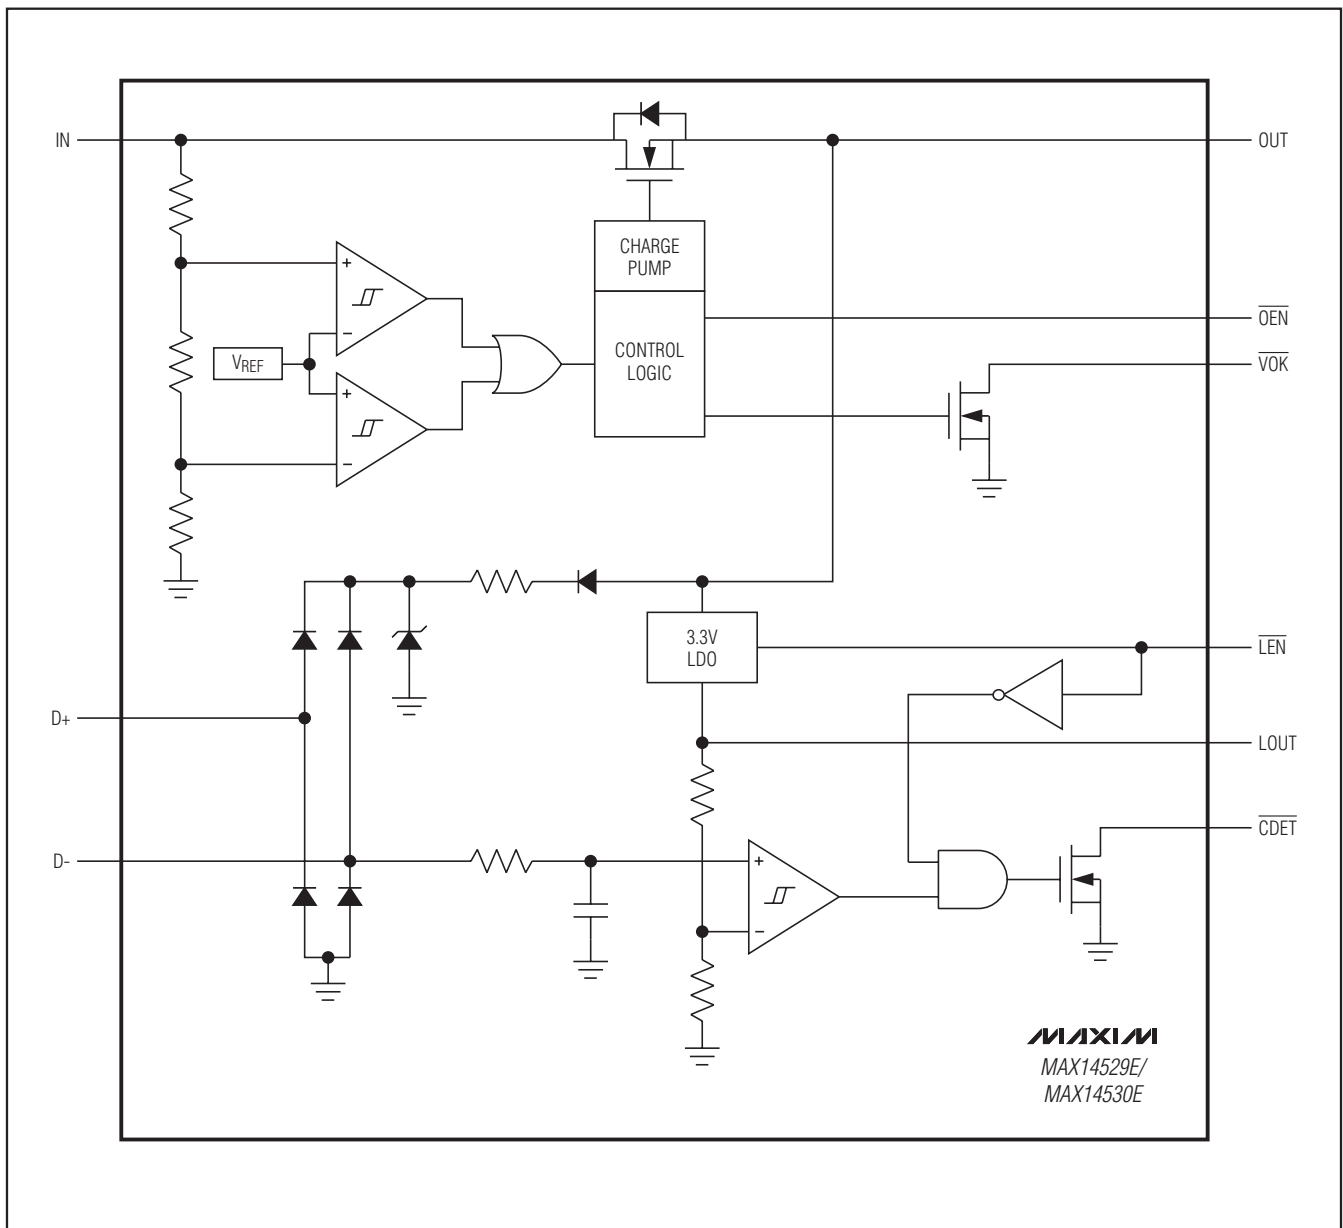 IN
OUT
CHARGE
PUMP
+
−
VREF
+
−
CONTROL
LOGIC
OEN
VOK
3.3V
LDO
LEN
D+
LOUT
CDET
D-
+
−
MAXIM
MAX14529E/
MAX14530E